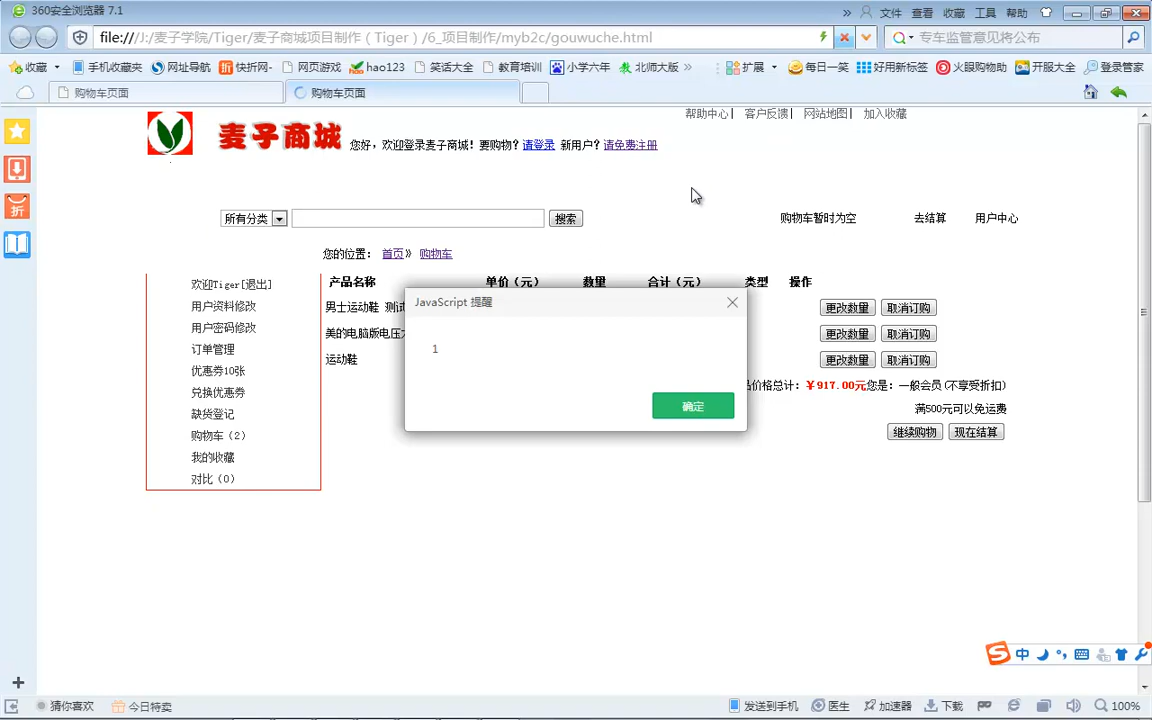 360安全浏览器 7.1
» 文件 查看 收藏 工具 帮助
file:///J:/麦子学院/Tiger/麦子商城项目制作（Tiger）/6_项目制作/myb2c/gouwuche.html
专车监管意见将公布
收藏 手机收藏夹 网址导航 快折网- 网页游戏 hao123 笑话大全 教育培训 小学六年 北师大版 » 扩展 每日一笑 好用新标签 火眼购物助 开服大全 登录管家
购物车页面 购物车页面
帮助中心| 客户反馈| 网站地图| 加入收藏
麦子商城 您好，欢迎登录麦子商城！要购物？请登录 新用户？请免费注册
所有分类 搜索 购物车暂时为空 去结算 用户中心
您的位置： 首页》 购物车
欢迎Tiger[退出]
用户资料修改
用户密码修改
订单管理
优惠券10张
兑换优惠券
缺货登记
购物车（2）
我的收藏
对比（0）
产品名称 单价（元） 数量 合计（元） 类型 操作
男士运动鞋 测试 更改数量 取消订购
美的电脑版电压力 更改数量 取消订购
运动鞋 更改数量 取消订购
品价格总计：￥917.00元您是：一般会员(不享受折扣)
满500元可以免运费
继续购物 现在结算
JavaScript 提醒
1
确定
折
中
猜你喜欢 今日特卖 发送到手机 医生 加速器 下载 100%